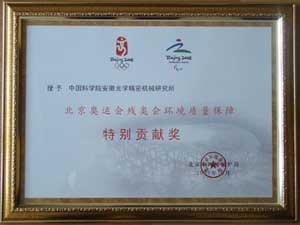 Beijing 2008
Beijing 2008
授予 中国科学院安徽光学精密机械研究所
北京奥运会残奥会环境质量保障
特别贡献奖